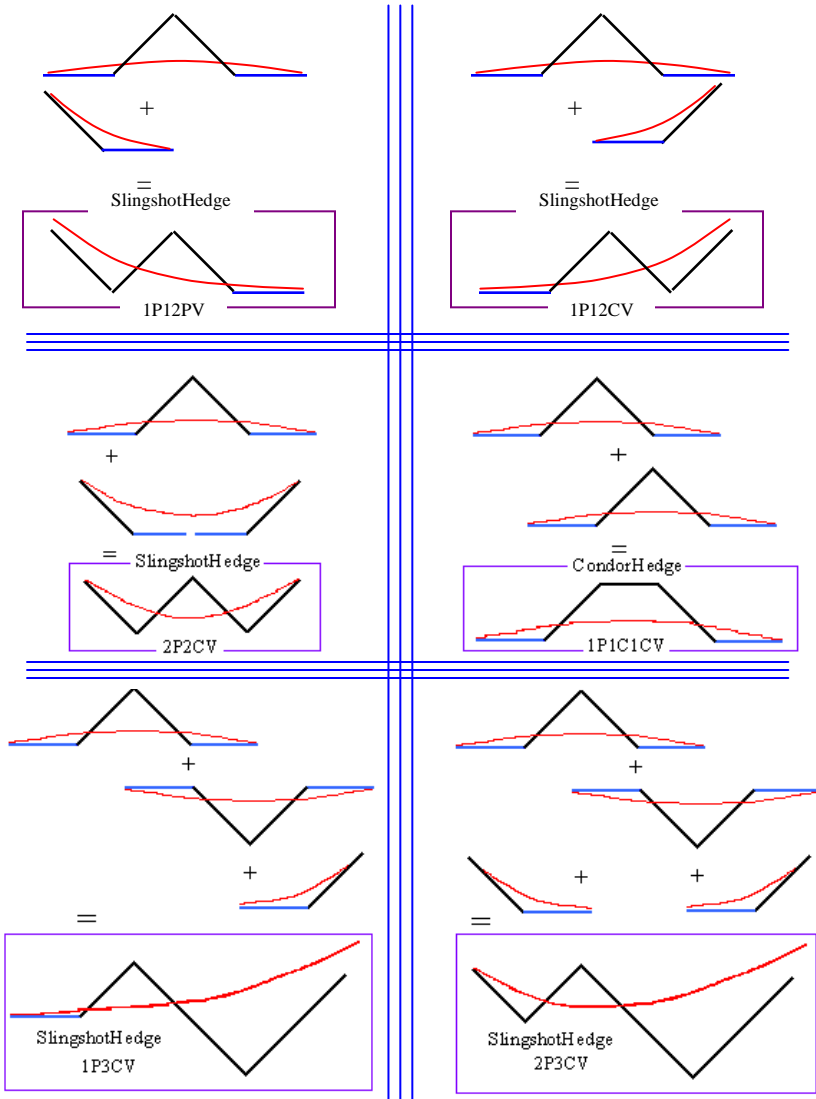 +
=
SlingshotHedge
1P12PV
+
=
SlingshotHedge
1P12CV
+
=
SlingshotHedge
2P2CV
+
=
CondorHedge
1P1C1CV
+
+
=
SlingshotHedge
1P3CV
+
+
+
=
SlingshotHedge
2P3CV